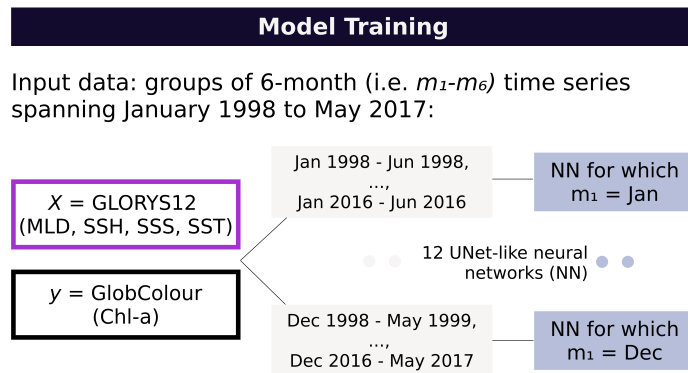 Model Training
Input data: groups of 6-month (i.e. m₁-m₆) time series
spanning January 1998 to May 2017:
X = GLORYS12
(MLD, SSH, SSS, SST)
y = GlobColour
(Chl-a)
Jan 1998 - Jun 1998,
...,
Jan 2016 - Jun 2016
NN for which
m₁ = Jan
12 UNet-like neural
networks (NN)
Dec 1998 - May 1999,
...,
Dec 2016 - May 2017
NN for which
m₁ = Dec